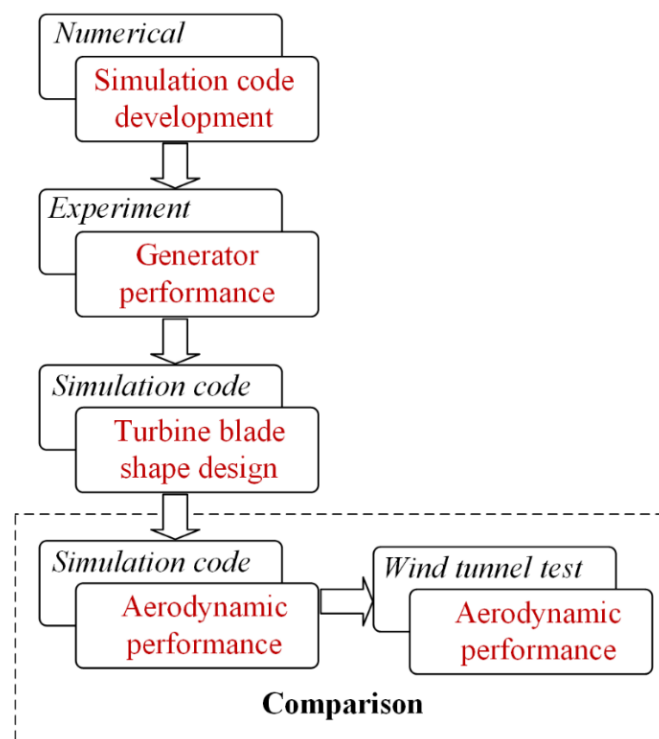 Numerical
Simulation code
development
Experiment
Generator
performance
Simulation code
Turbine blade
shape design
Simulation code
Aerodynamic
performance
Wind tunnel test
Aerodynamic
performance
Comparison